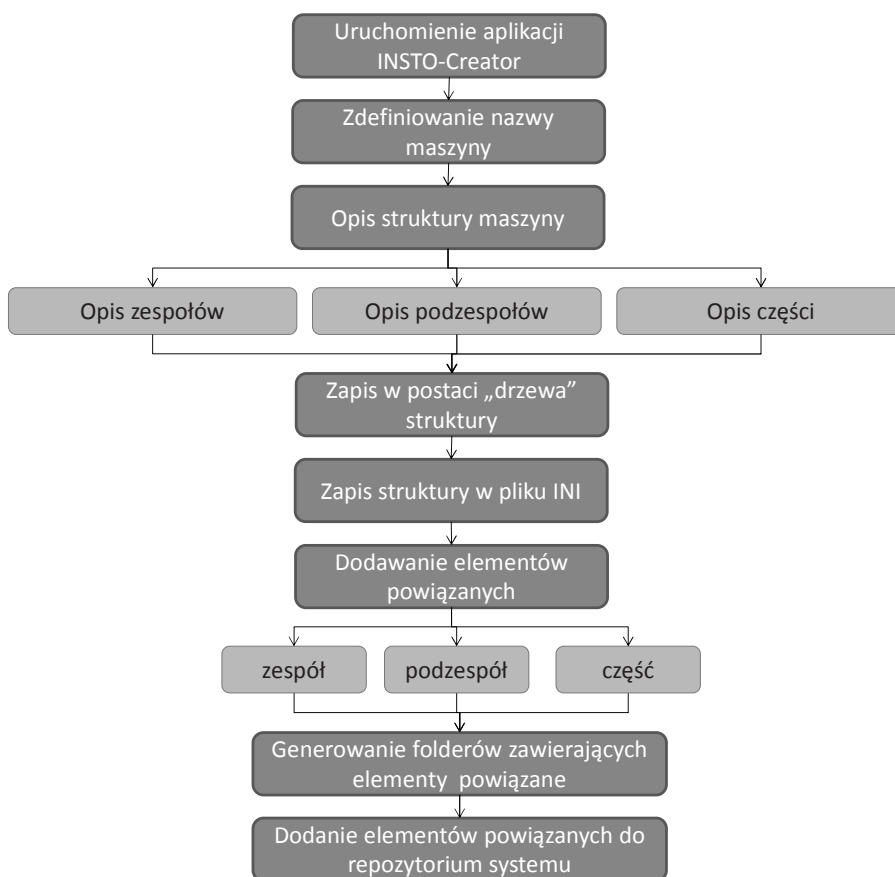 Uruchomienie aplikacji
INSTO-Creator
Zdefiniowanie nazwy
maszyny
Opis struktury maszyny
Opis zespołów
Opis podzespołów
Opis części
Zapis w postaci „drzewa”
struktury
Zapis struktury w pliku INI
Dodawanie elementów
powiązanych
zespół
podzespół
część
Generowanie folderów zawierających
elementy powiązane
Dodanie elementów powiązanych do
repozytorium systemu